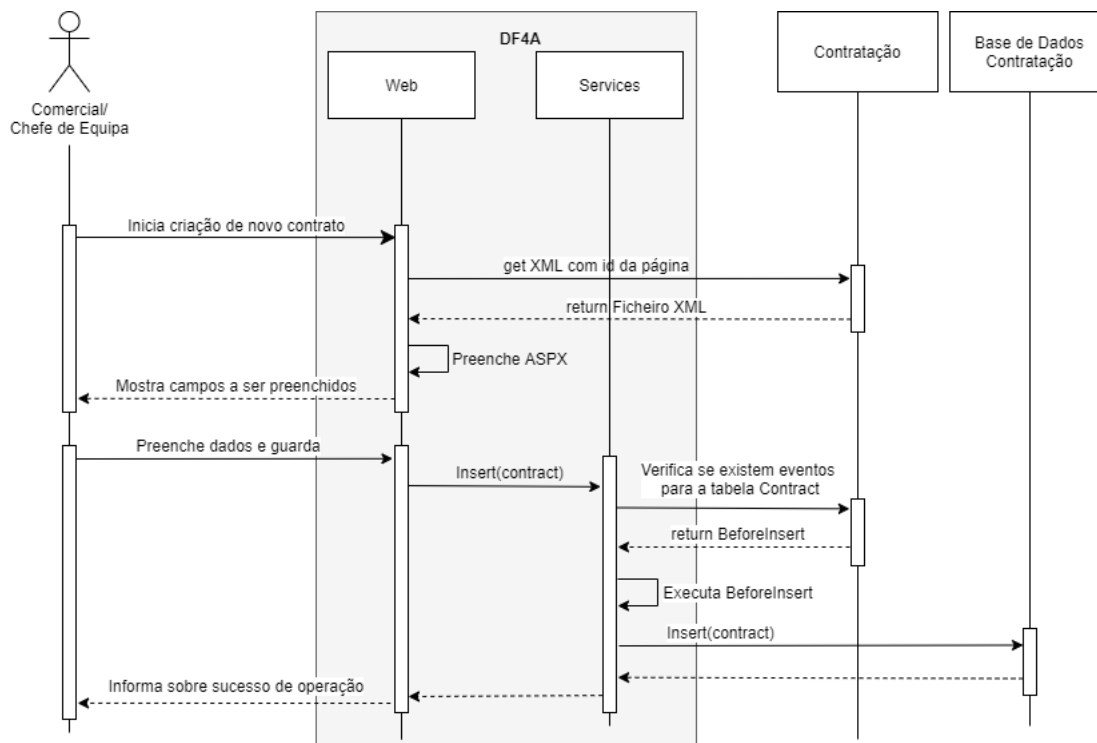 DF4A
Comercial/
Chefe de Equipa
Web
Services
Contratação
Base de Dados
Contratação
Inicia criação de novo contrato
get XML com id da página
return Ficheiro XML
Preenche ASPX
Mostra campos a ser preenchidos
Preenche dados e guarda
Insert(contract)
Verifica se existem eventos
para a tabela Contract
return BeforeInsert
Executa BeforeInsert
Insert(contract)
Informa sobre sucesso de operação